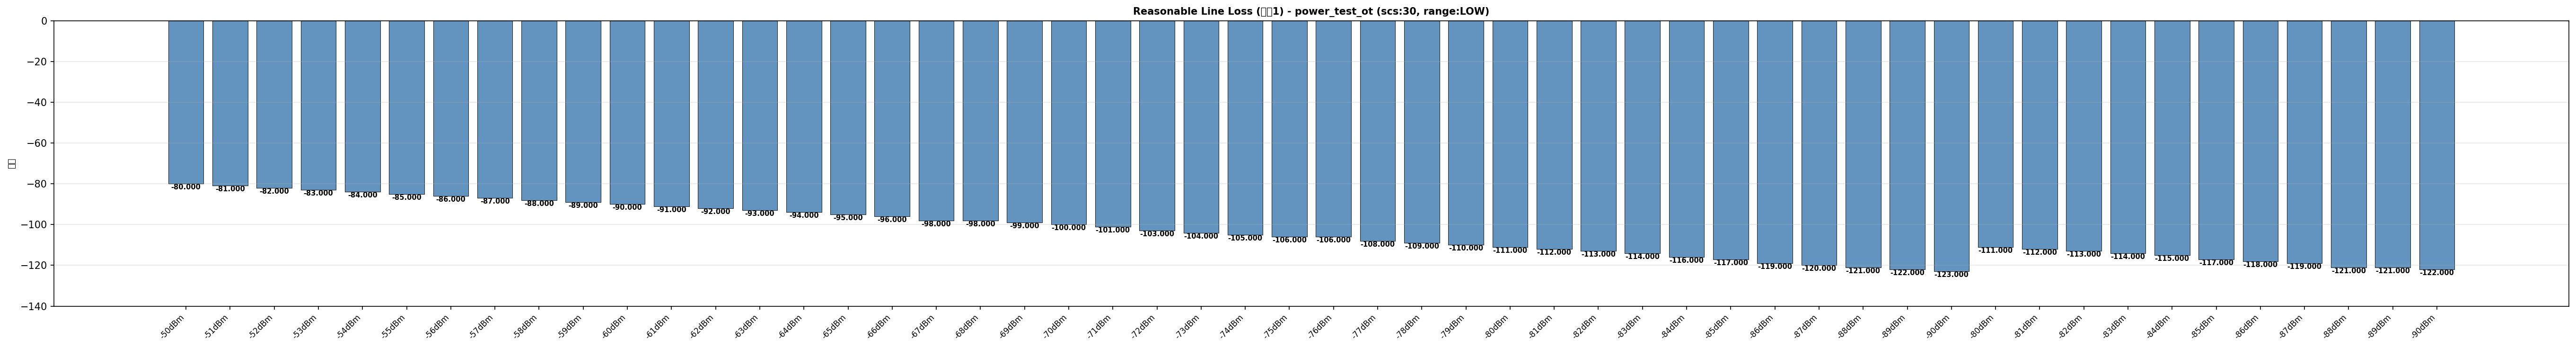 Reasonable Line Loss (1) - power_test_ot (scs:30, range:LOW)
0
−20
−40
−60
−80
−100
−120
−140
-80.000 -81.000 -82.000 -83.000 -84.000 -85.000 -86.000 -87.000 -88.000 -89.000 -90.000 -91.000 -92.000 -93.000 -94.000 -95.000 -96.000 -98.000 -98.000 -99.000 -100.000 -101.000 -103.000 -104.000 -105.000 -106.000 -106.000 -108.000 -109.000 -110.000 -111.000 -112.000 -113.000 -114.000 -116.000 -117.000 -119.000 -120.000 -121.000 -122.000 -123.000 -111.000 -112.000 -113.000 -114.000 -115.000 -117.000 -118.000 -119.000 -121.000 -121.000 -122.000
-50dBm -51dBm -52dBm -53dBm -54dBm -55dBm -56dBm -57dBm -58dBm -59dBm -60dBm -61dBm -62dBm -63dBm -64dBm -65dBm -66dBm -67dBm -68dBm -69dBm -70dBm -71dBm -72dBm -73dBm -74dBm -75dBm -76dBm -77dBm -78dBm -79dBm -80dBm -81dBm -82dBm -83dBm -84dBm -85dBm -86dBm -87dBm -88dBm -89dBm -90dBm -80dBm -81dBm -82dBm -83dBm -84dBm -85dBm -86dBm -87dBm -88dBm -89dBm -90dBm